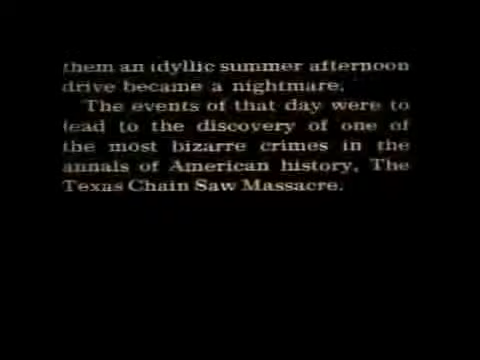 them an idyllic summer afternoon
drive became a nightmare.
The events of that day were to
lead to the discovery of one of
the most bizarre crimes in the
annals of American history, The
Texas Chain Saw Massacre.